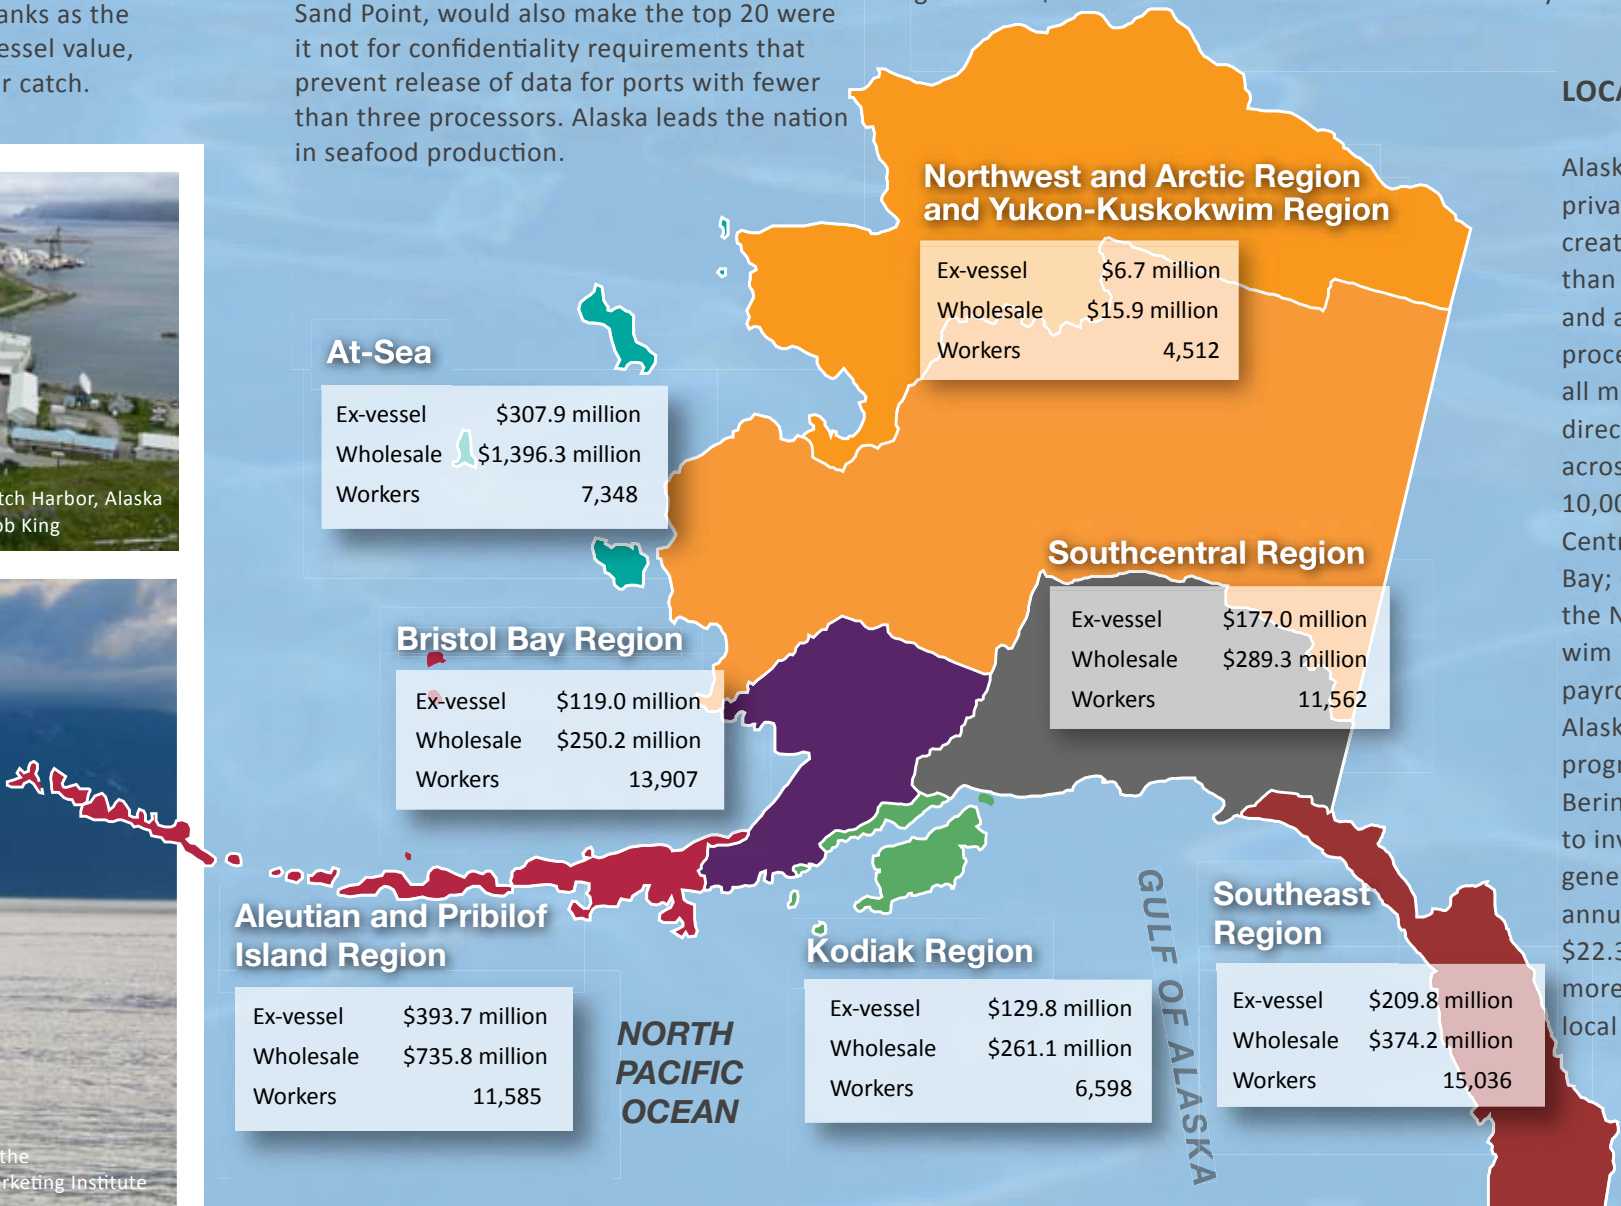 anks as the
essel value,
r catch.
Sand Point, would also make the top 20 were
it not for confidentiality requirements that
prevent release of data for ports with fewer
than three processors. Alaska leads the nation
in seafood production.
tch Harbor, Alaska
ob King
the
rketing Institute
Northwest and Arctic Region
and Yukon-Kuskokwim Region
Ex-vessel $6.7 million
Wholesale $15.9 million
Workers 4,512
At-Sea
Ex-vessel $307.9 million
Wholesale $1,396.3 million
Workers 7,348
Southcentral Region
Ex-vessel $177.0 million
Wholesale $289.3 million
Workers 11,562
Bristol Bay Region
Ex-vessel $119.0 million
Wholesale $250.2 million
Workers 13,907
Aleutian and Pribilof
Island Region
Ex-vessel $393.7 million
Wholesale $735.8 million
Workers 11,585
NORTH
PACIFIC
OCEAN
Kodiak Region
Ex-vessel $129.8 million
Wholesale $261.1 million
Workers 6,598
GULF OF ALASKA
Southeast
Region
Ex-vessel $209.8 million
Wholesale $374.2 million
Workers 15,036
LOCA
Alask
priva
creat
than
and a
proce
all m
direc
acros
10,00
Centr
Bay;
the N
wim
payro
Alask
progr
Berin
to inv
gene
annu
$22.3
more
local